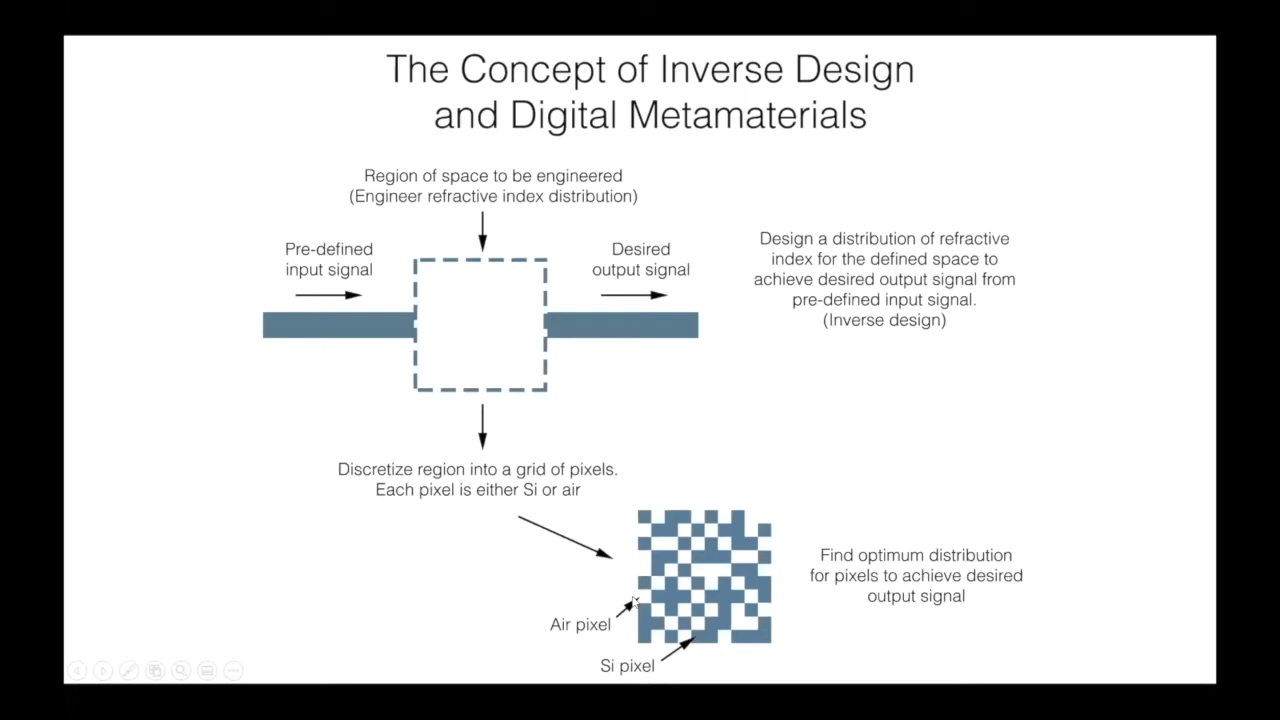 The Concept of Inverse Design
and Digital Metamaterials
Region of space to be engineered
(Engineer refractive index distribution)
Pre-defined
input signal
Desired
output signal
Design a distribution of refractive
index for the defined space to
achieve desired output signal from
pre-defined input signal.
(Inverse design)
Discretize region into a grid of pixels.
Each pixel is either Si or air
Find optimum distribution
for pixels to achieve desired
output signal
Air pixel
Si pixel